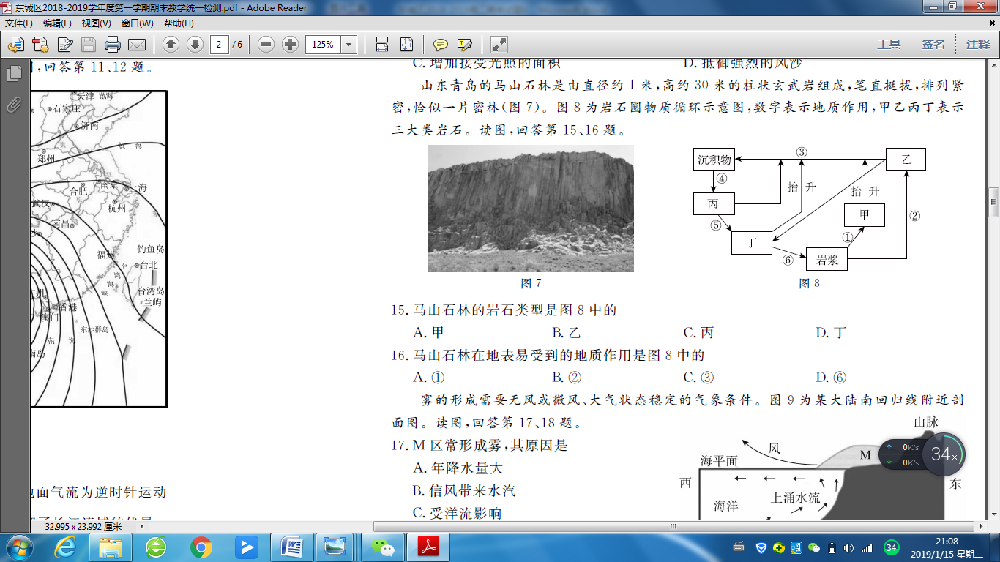 东城区2018-2019学年度第一学期期末教学统一检测.pdf - Adobe Reader
文件(F) 编辑(E) 视图(V) 窗口(W) 帮助(H)
2 / 6 125% 工具 签名 注释
,回答第 11、12 题。
天津 渤海
石家庄
济南
黄 海
郑州
南京 上海
合肥
武汉
杭州
南昌
钓鱼岛
福州
台北
台 湾 海 峡
台湾岛
兰屿
广州
香港
澳门
东沙群岛
南 海
南岛
地面气流为逆时针运动
32.995 x 23.992 厘米
C. 增加接受光照的面积 D. 抵御强烈的风沙
山东青岛的马山石林是由直径约 1 米,高约 30 米的柱状玄武岩组成,笔直挺拔,排列紧
密,恰似一片密林(图 7)。图 8 为岩石圈物质循环示意图,数字表示地质作用,甲乙丙丁表示
三大类岩石。读图,回答第 15、16 题。
沉积物 ③ 乙
④
抬 升 抬 升
丙
甲 ②
⑤
丁 ①
⑥ 岩浆
图 7 图 8
15. 马山石林的岩石类型是图 8 中的
A. 甲 B. 乙 C. 丙 D. 丁
16. 马山石林在地表易受到的地质作用是图 8 中的
A. ① B. ② C. ③ D. ⑥
雾的形成需要无风或微风、大气状态稳定的气象条件。图 9 为某大陆南回归线附近剖
面图。读图,回答第 17、18 题。
17. M 区常形成雾,其原因是
A. 年降水量大
B. 信风带来水汽
C. 受洋流影响
山脉
风
M
海平面
西 东
上涌水流
海洋
0K/s
0K/s
34%
34
21:08
2019/1/15 星期二